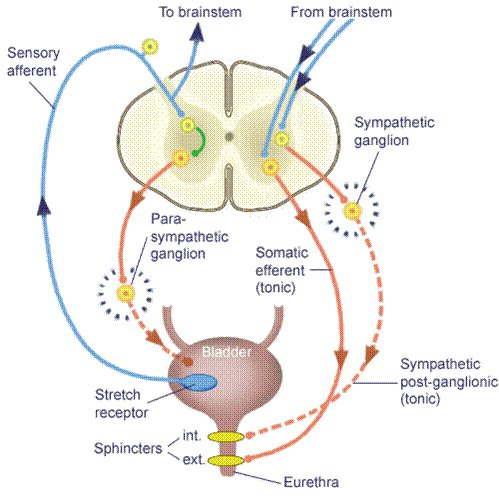 To brainstem
From brainstem
Sensory
afferent
Sympathetic
ganglion
Para-
sympathetic
ganglion
Somatic
efferent
(tonic)
Bladder
Stretch
receptor
Sympathetic
post-ganglionic
(tonic)
Sphincters
int.
ext.
Eurethra